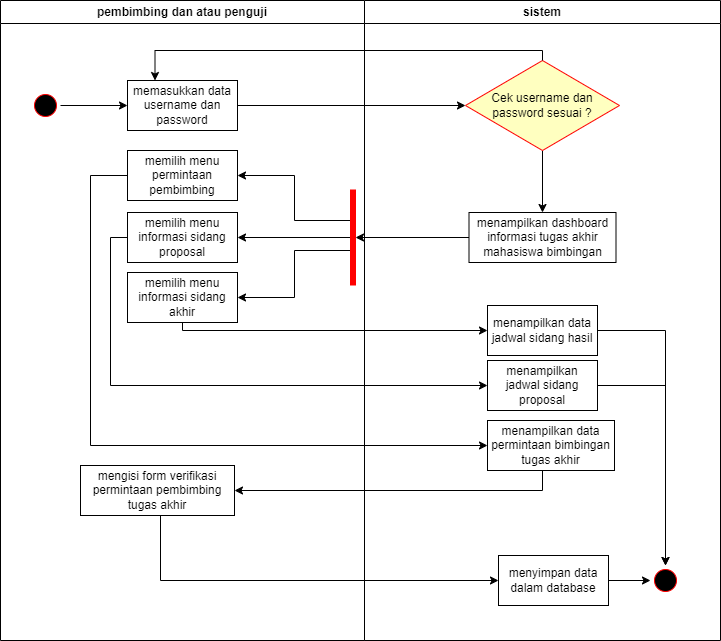 pembimbing dan atau penguji
sistem
memasukkan data
username dan
password
Cek username dan
password sesuai ?
memilih menu
permintaan
pembimbing
memilih menu
informasi sidang
proposal
menampilkan dashboard
informasi tugas akhir
mahasiswa bimbingan
memilih menu
informasi sidang
akhir
menampilkan data
jadwal sidang hasil
menampilkan
jadwal sidang
proposal
menampilkan data
permintaan bimbingan
tugas akhir
mengisi form verifikasi
permintaan pembimbing
tugas akhir
menyimpan data
dalam database